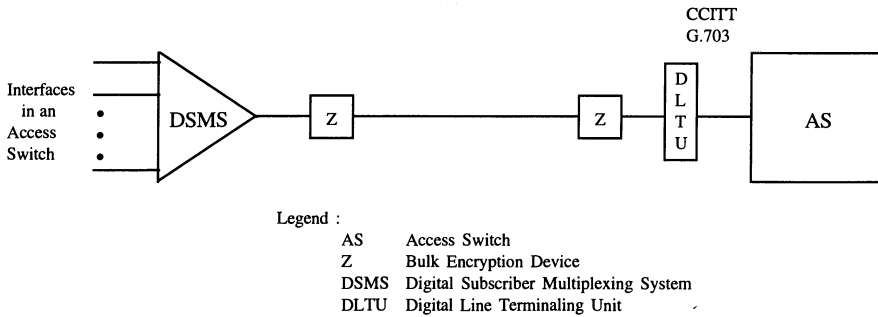 CCITT
G.703
Interfaces
in an
Access
Switch
DSMS
Z
Z
D
L
T
U
AS
Legend :
AS Access Switch
Z Bulk Encryption Device
DSMS Digital Subscriber Multiplexing System
DLTU Digital Line Terminaling Unit